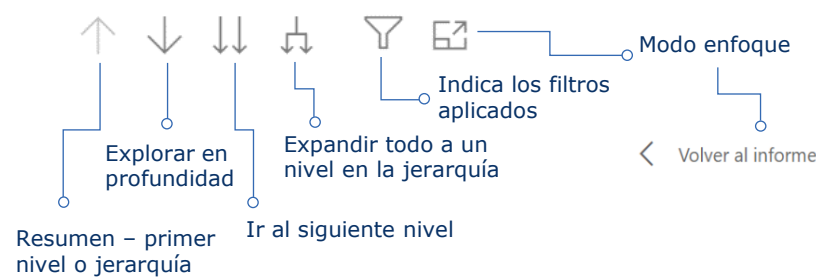 Modo enfoque
Indica los filtros
aplicados
Expandir todo a un
nivel en la jerarquía
Explorar en
profundidad
Volver al informe
Ir al siguiente nivel
Resumen – primer
nivel o jerarquía